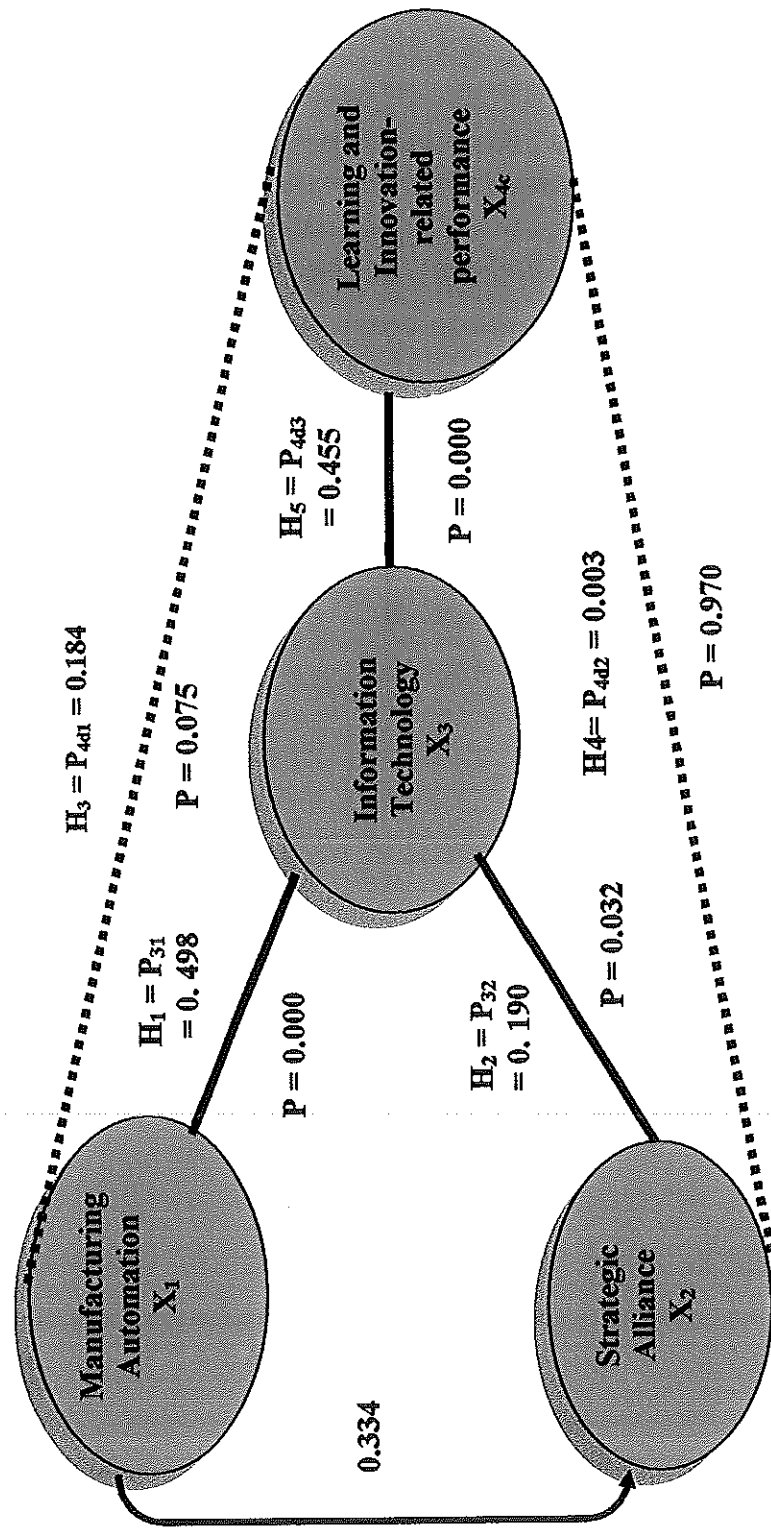 Manufacturing
Automation
X₁
Strategic
Alliance
X₂
0.334
H₁ = P₃₁
= 0. 498
P = 0.000
H₂ = P₃₂
= 0. 190
P = 0.032
Information
Technology
X₃
H₃ = P₄d₁ = 0.184
P = 0.075
H4= P₄d₂ = 0.003
P = 0.970
H₅ = P₄d₃
= 0.455
P = 0.000
Learning and
Innovation-
related
performance
X₄c